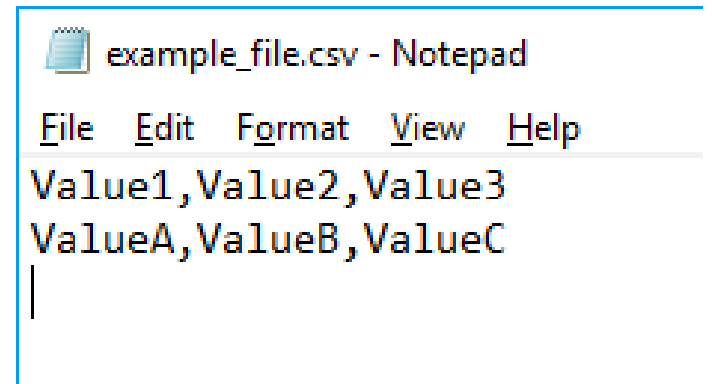 example_file.csv - Notepad
File Edit Format View Help
Value1,Value2,Value3
ValueA,ValueB,ValueC